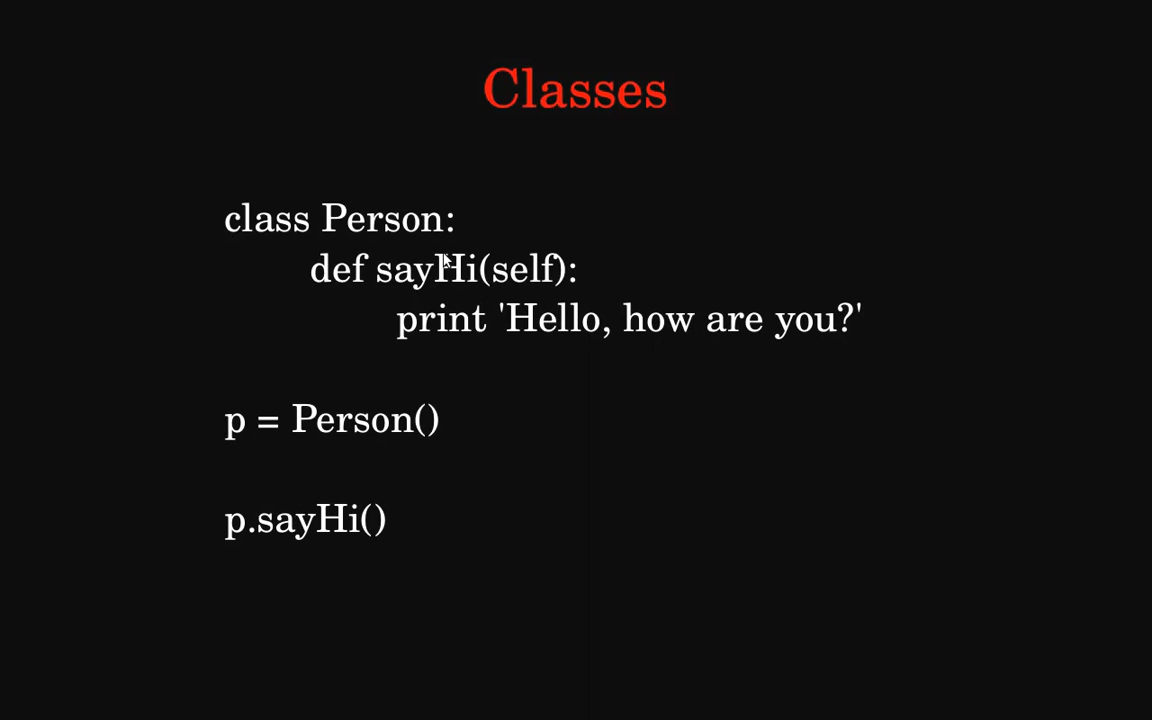 Classes
class Person:
def sayHi(self):
print 'Hello, how are you?'
p = Person()
p.sayHi()